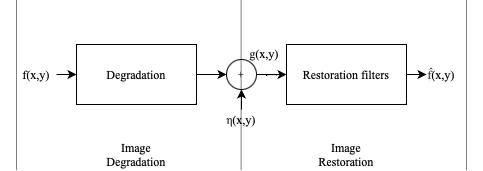 g(x,y)
f(x,y)
Degradation
+
Restoration filters
f̂(x,y)
η(x,y)
Image
Degradation
Image
Restoration